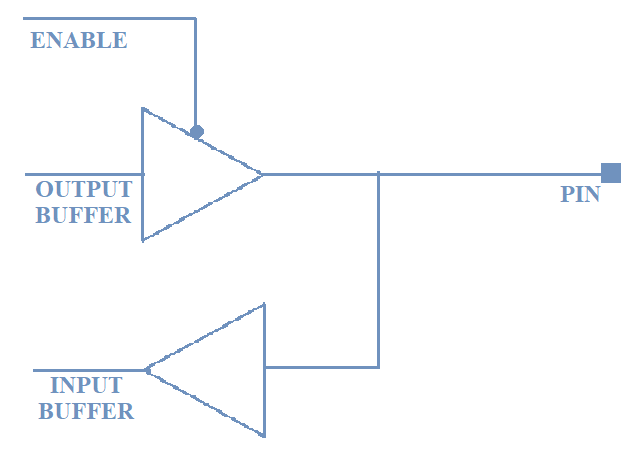 ENABLE
OUTPUT
BUFFER
PIN
INPUT
BUFFER